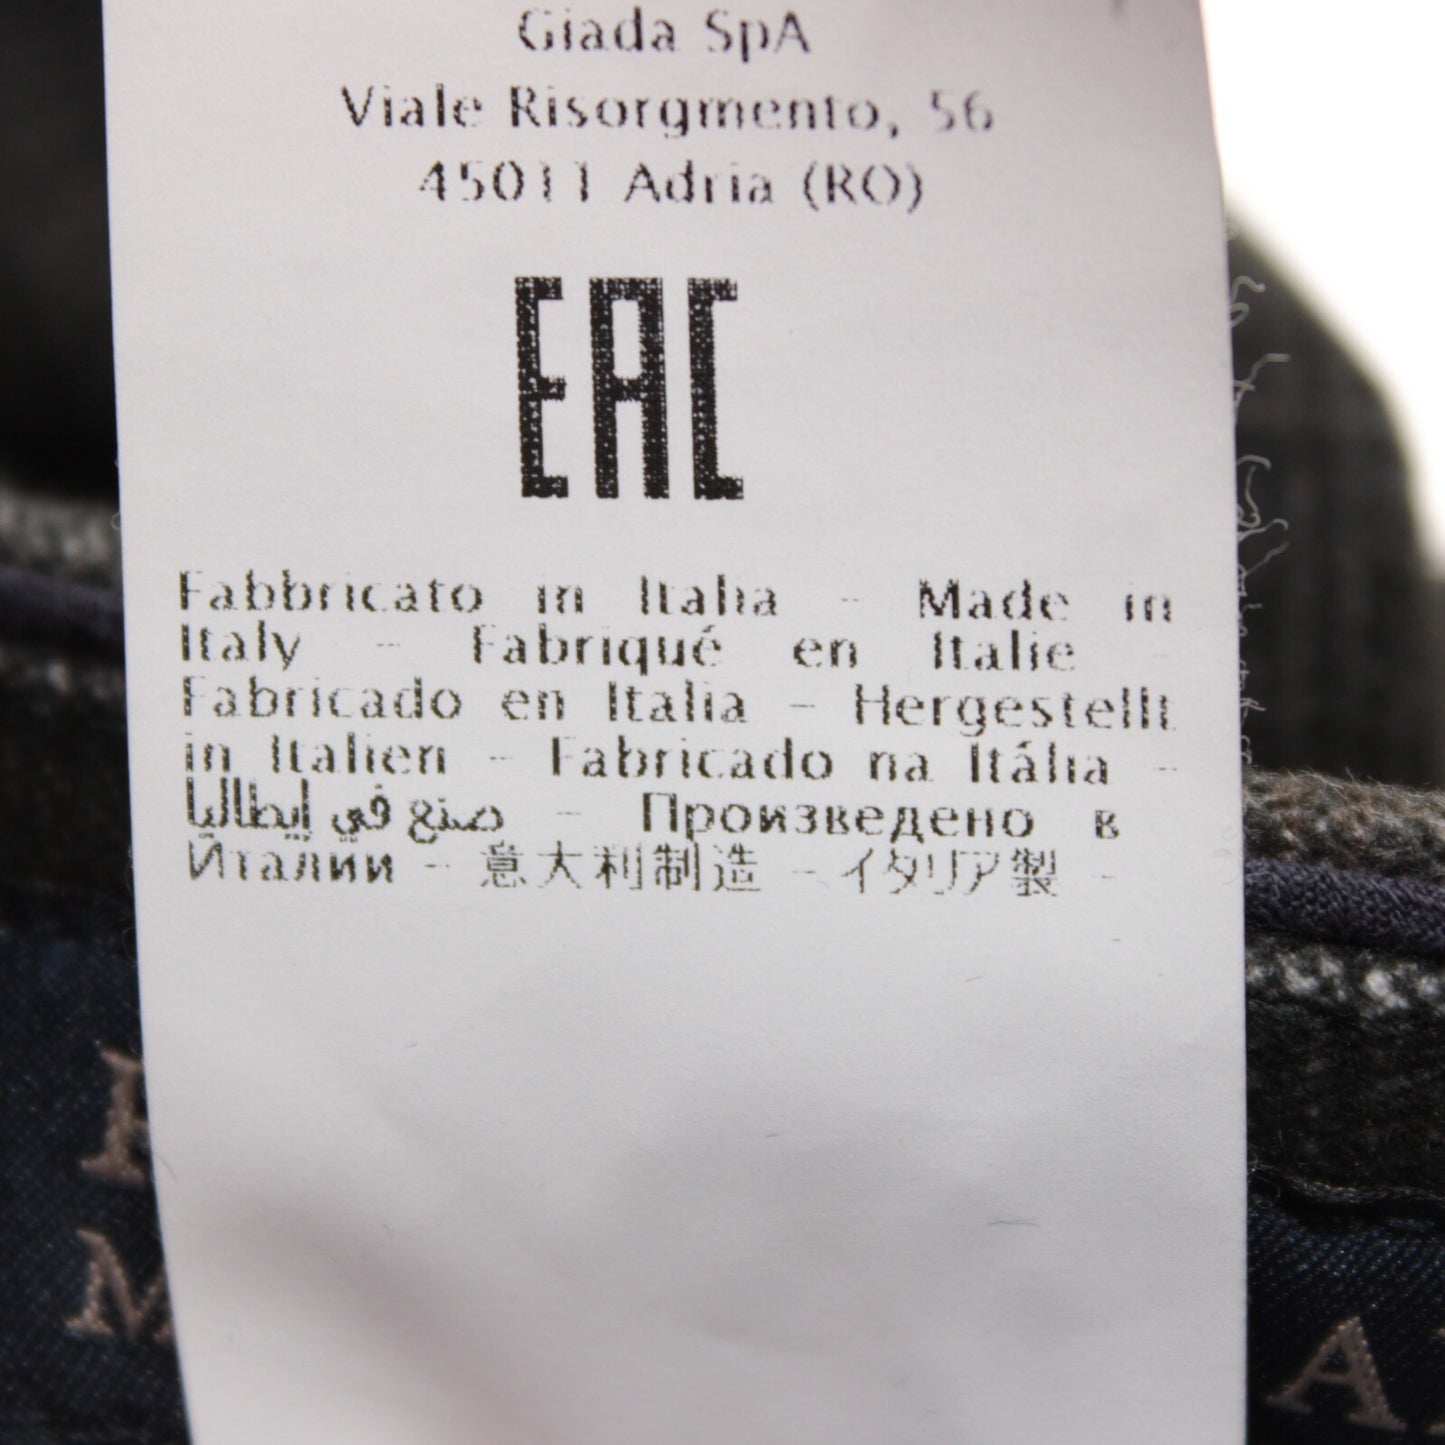 Giada SpA
Viale Risorgmento, 56
45011 Adria (RO)
EAC
Fabbricato in Italia - Made in
Italy - Fabriqué en Italie -
Fabricado en Italia - Hergestellt
in Italien - Fabricado na Itália -
صنع في إيطاليا - Произведено в
Италии - 意大利制造 - イタリア製 -
M
A